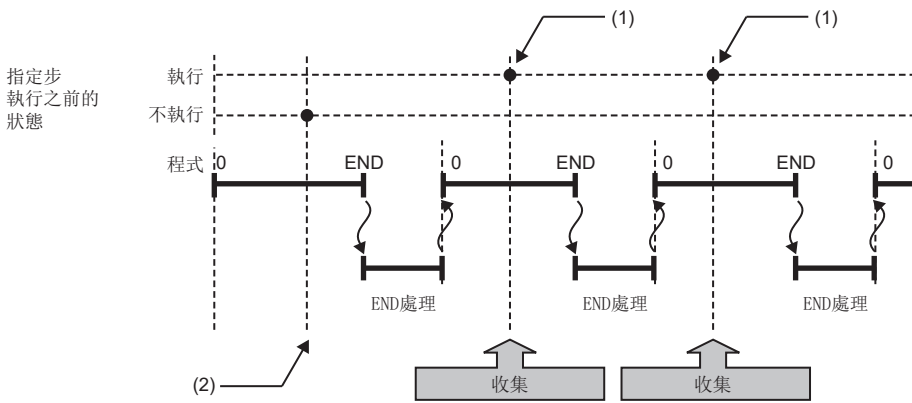 (1)
(1)
指定步
執行之前的
狀態
執行
不執行
程式
0
END
0
END
0
END
0
END處理
END處理
END處理
(2)
收集
收集